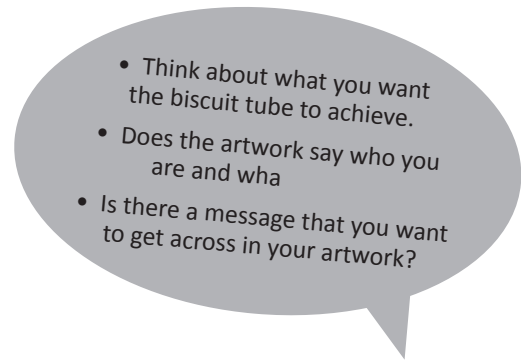 • Think about what you want
the biscuit tube to achieve.
• Does the artwork say who you
are and wha
• Is there a message that you want
to get across in your artwork?